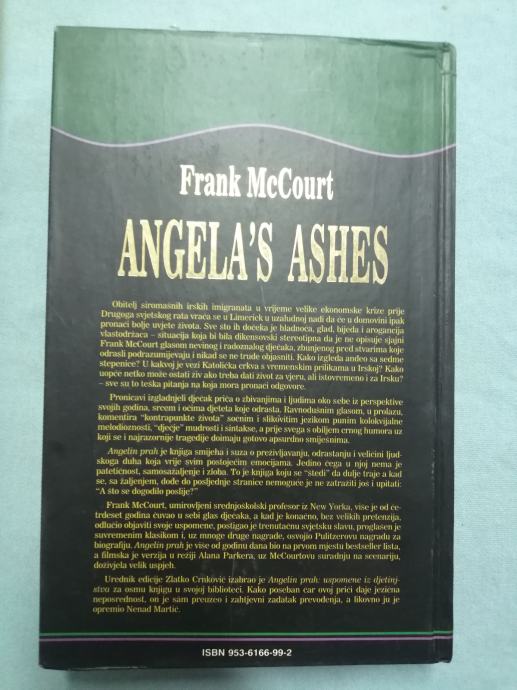 Frank McCourt
ANGELA'S ASHES
Obitelj siromašnih irskih imigranata u vrijeme velike ekonomske krize prije
Drugoga svjetskog rata vraća se u Limerick u uzaludnoj nadi da će u domovini ipak
pronaći bolje uvjete života. Sve što ih dočeka je hladnoća, glad, bijeda i arogancija
vlastodržaca – situacija koja bi bila dikensovski stereotipna da je ne opisuje sjajni
Frank McCourt glasom nevinog i radoznalog dječaka, zbunjenog pred stvarima koje
odrasli podrazumijevaju i nikad se ne trude objasniti. Kako izgleda anđeo sa sedme
stepenice? U kakvoj je vezi Katolička crkva s vremenskim prilikama u Irskoj? Kako
uopće netko može ostati živ ako treba dati život za vjeru, ali istovremeno i za Irsku?
– sve su to teška pitanja na koja mora pronaći odgovore.
Pronicavi izgladnjeli dječak priča o zbivanjima i ljudima oko sebe iz perspektive
svojih godina, srcem i očima djeteta koje odrasta. Ravnodušnim glasom, u prolazu,
komentira "kontrapunkte života" sočnim i slikovitim jezikom punim kolokvijalne
melodioznosti, "dječje" mudrosti i sintakse, a prije svega s obiljem crnog humora uz
koji se i najrazornije tragedije doimaju gotovo apsurdno smiješnima.
Angelin prah je knjiga smijeha i suza o preživljavanju, odrastanju i veličini ljud-
skoga duha koja vrije svim postojećim emocijama. Jedino čega u njoj nema je
patetičnost, samosažaljenje i zloba. To je knjiga koju se "štedi" da dulje traje a kad
se, sa žaljenjem, dođe do posljednje stranice nemoguće je ne zatražiti još i upitati:
"A što se dogodilo poslije?"
Frank McCourt, umirovljeni srednjoškolski profesor iz New Yorka, više je od če-
trdeset godina čuvao u sebi glas dječaka, a kad je konačno, bez velikih pretenzija,
odlučio objaviti svoje uspomene, postigao je trenutačnu svjetsku slavu, proglašen je
suvremenim klasikom i, uz mnoge druge nagrade, osvojio Pulitzerovu nagradu za
biografiju. Angelin prah je više od godinu dana bio na prvom mjestu bestseller lista,
a filmska je verzija u režiji Alana Parkera, uz McCourtovu suradnju na scenariju,
doživjela velik uspjeh.
Urednik edicije Zlatko Crnković izabrao je Angelin prah: uspomene iz djetinj-
stva za osmu knjigu u svojoj biblioteci. Kako poseban čar ovoj priči daje jezična
neposrednost, on je sam preuzeo i zahtjevni zadatak prevođenja, a likovno ju je
opremio Nenad Martić.
ISBN 953-6166-99-2